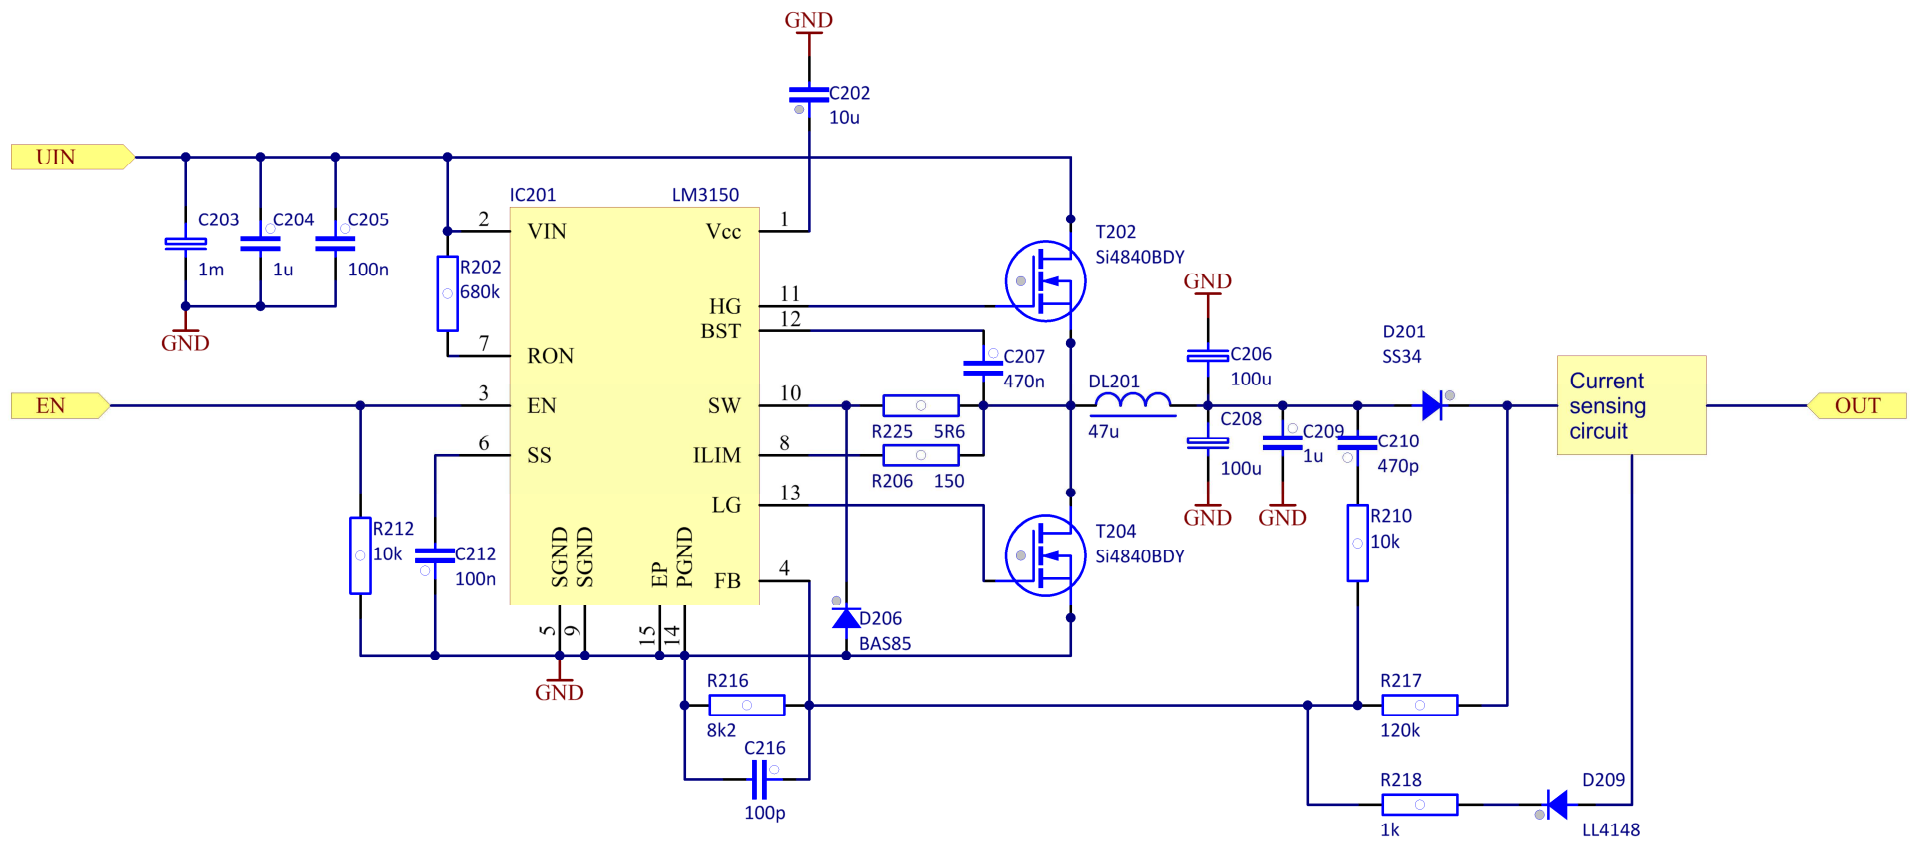 GND
C202
10u
UIN
IC201
LM3150
C203
1m
C204
1u
C205
100n
GND
2
VIN
R202
680k
7
RON
Vcc
1
HG
11
BST
12
T202
Si4840BDY
GND
C207
470n
C206
100u
D201
SS34
EN
3
EN
6
SS
SW
10
R225
5R6
ILIM
8
R206
150
DL201
47u
C208
100u
C209
1u
C210
470p
Current
sensing
circuit
OUT
GND
GND
LG
13
R212
10k
C212
100n
SGND
SGND
EP
PGND
FB
4
5
9
15
14
T204
Si4840BDY
R210
10k
D206
BAS85
GND
R216
8k2
C216
100p
R217
120k
R218
1k
D209
LL4148